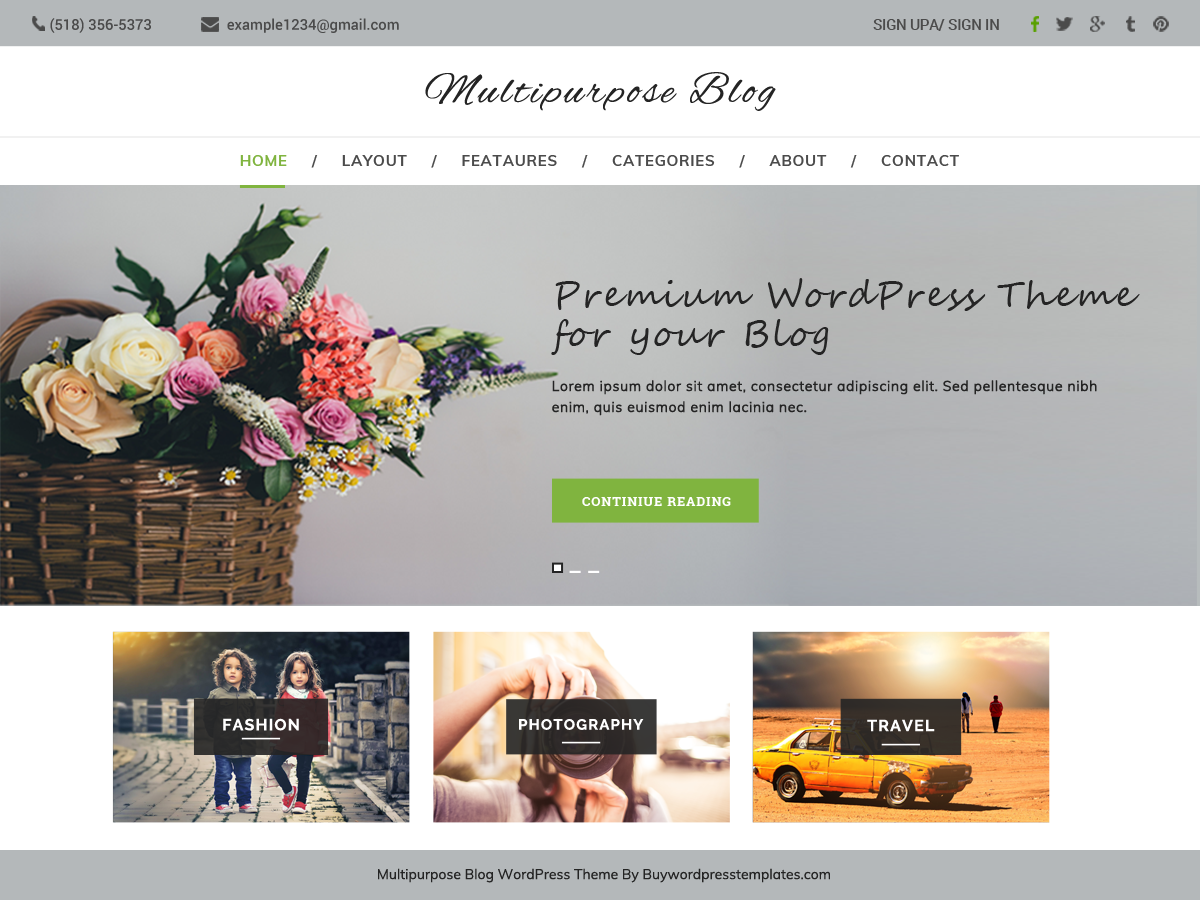 (518) 356-5373 example1234@gmail.com SIGN UPA/ SIGN IN
Multipurpose Blog
HOME / LAYOUT / FEATAURES / CATEGORIES / ABOUT / CONTACT
Premium WordPress Theme
for your Blog
Lorem ipsum dolor sit amet, consectetur adipiscing elit. Sed pellentesque nibh
enim, quis euismod enim lacinia nec.
CONTINIUE READING
FASHION PHOTOGRAPHY TRAVEL
Multipurpose Blog WordPress Theme By Buywordpresstemplates.com